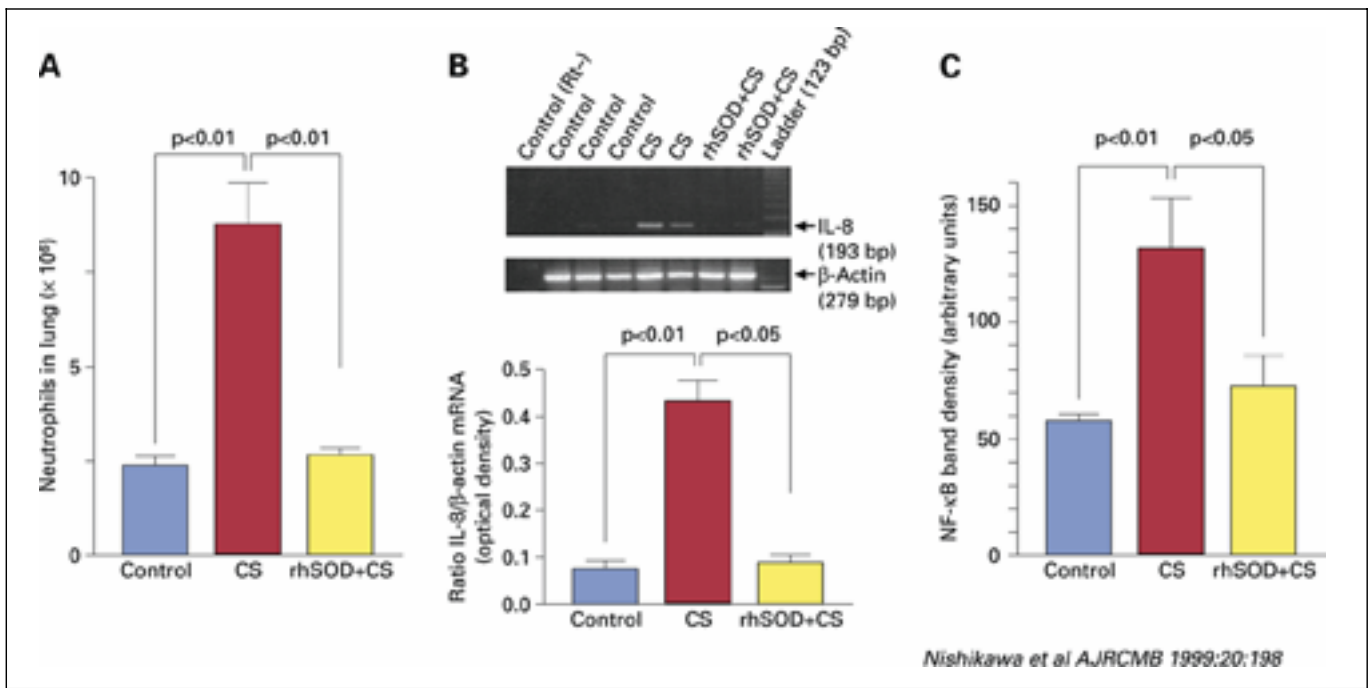 A
p<0.01
p<0.01
10
5
0
Neutrophils in lung (× 10⁶)
Control
CS
rhSOD+CS
B
Control (Rt–)
Control
Control
Control
CS
CS
rhSOD+CS
rhSOD+CS
Ladder (123 bp)
IL-8
(193 bp)
β-Actin
(279 bp)
p<0.01
p<0.05
0.5
0.4
0.3
0.2
0.1
0.0
Ratio IL-8/β-actin mRNA
(optical density)
Control
CS
rhSOD+CS
C
p<0.01
p<0.05
150
100
50
0
NF-κB band density (arbitrary units)
Control
CS
rhSOD+CS
Nishikawa et al AJRCMB 1999;20:198